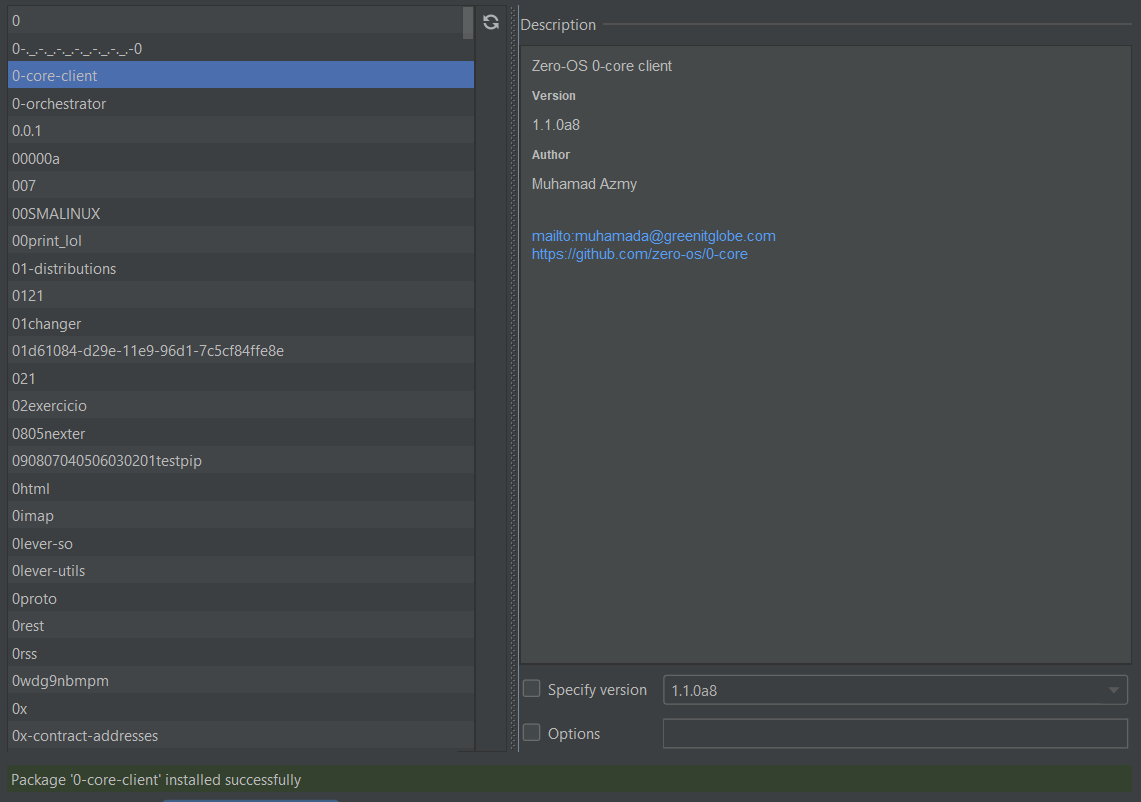 0
0-._.-._.-._.-._.-._.-._.-0
0-core-client
0-orchestrator
0.0.1
00000a
007
00SMALINUX
00print_lol
01-distributions
0121
01changer
01d61084-d29e-11e9-96d1-7c5cf84ffe8e
021
02exercicio
0805nexter
090807040506030201testpip
0html
0imap
0lever-so
0lever-utils
0proto
0rest
0rss
0wdg9nbmpm
0x
0x-contract-addresses
Description
Zero-OS 0-core client
Version
1.1.0a8
Author
Muhamad Azmy
mailto:muhamada@greenitglobe.com
https://github.com/zero-os/0-core
Specify version
1.1.0a8
Options
Package '0-core-client' installed successfully